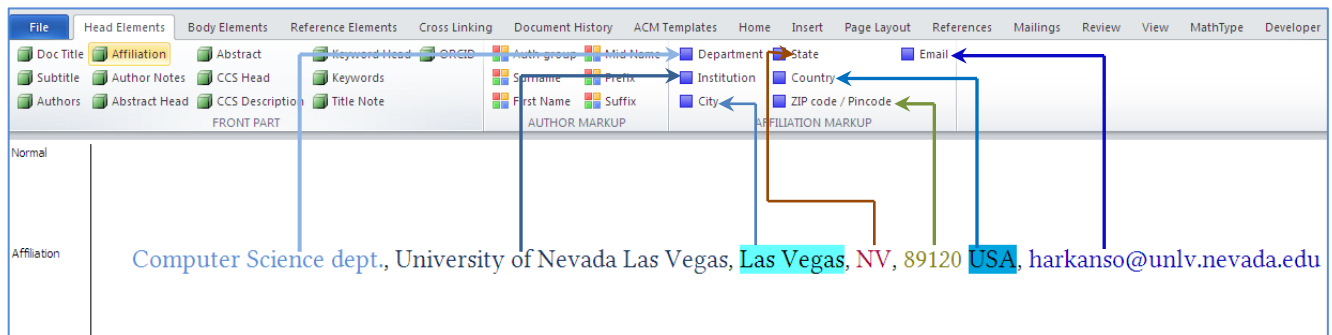 File Head Elements Body Elements Reference Elements Cross Linking Document History ACM Templates Home Insert Page Layout References Mailings Review View MathType Developer
Doc Title Affiliation Abstract Keyword Head ORCID Auth-group Mid Name Department State Email
Subtitle Author Notes CCS Head Keywords Surname Prefix Institution Country
Authors Abstract Head CCS Description Title Note First Name Suffix City ZIP code / Pincode
FRONT PART AUTHOR MARKUP AFFILIATION MARKUP
Normal
Affiliation Computer Science dept., University of Nevada Las Vegas, Las Vegas, NV, 89120 USA, harkanso@unlv.nevada.edu